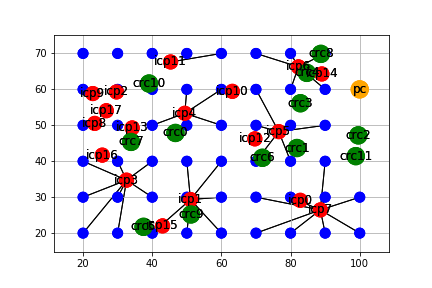 70
60
50
40
30
20
crc8
icp11
icp6
icp14
crc10
icp9
icp2
icp10
pc
crc3
icp17
icp4
icp8
icp13
crc0
icp5
icp12
crc2
crc7
crc1
icp16
crc6
crc11
icp3
icp1
icp0
icp7
crc9
icp15
20 40 60 80 100